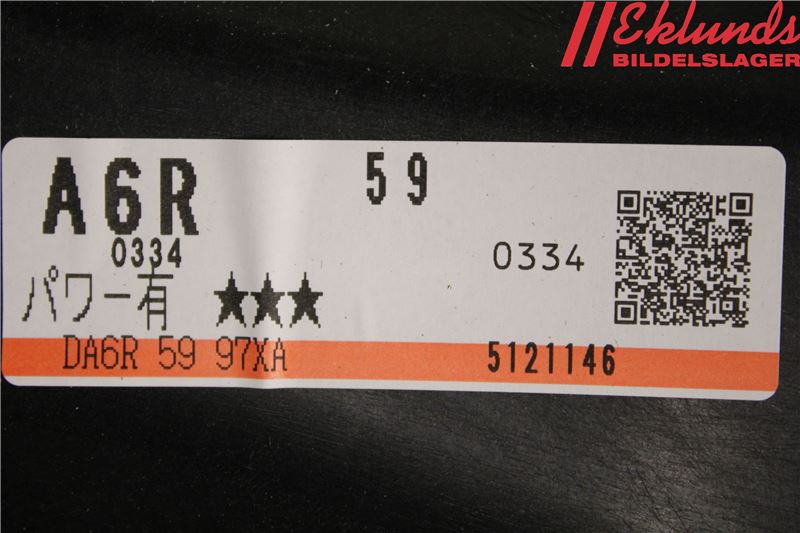 Eklunds
BILDELSLAGER
A6R 59
0334 0334
パワー有 ★★★
DA6R 59 97XA 5121146